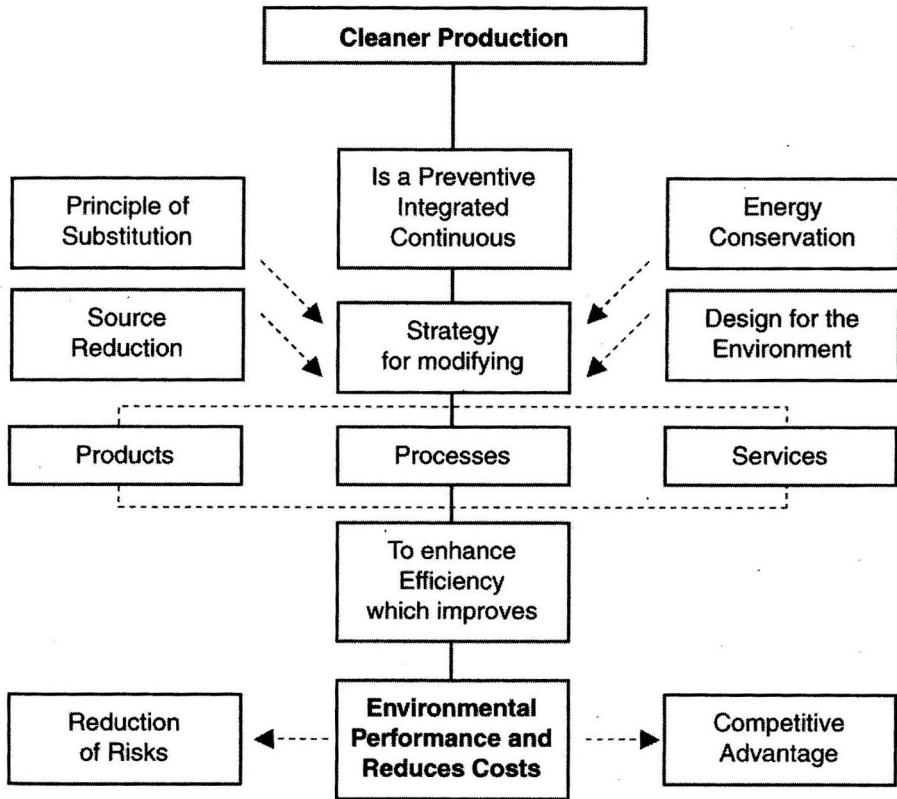 Cleaner Production
Is a Preventive
Integrated
Continuous
Principle of
Substitution
Energy
Conservation
Source
Reduction
Strategy
for modifying
Design for the
Environment
Products
Processes
Services
To enhance
Efficiency
which improves
Reduction
of Risks
Environmental
Performance and
Reduces Costs
Competitive
Advantage